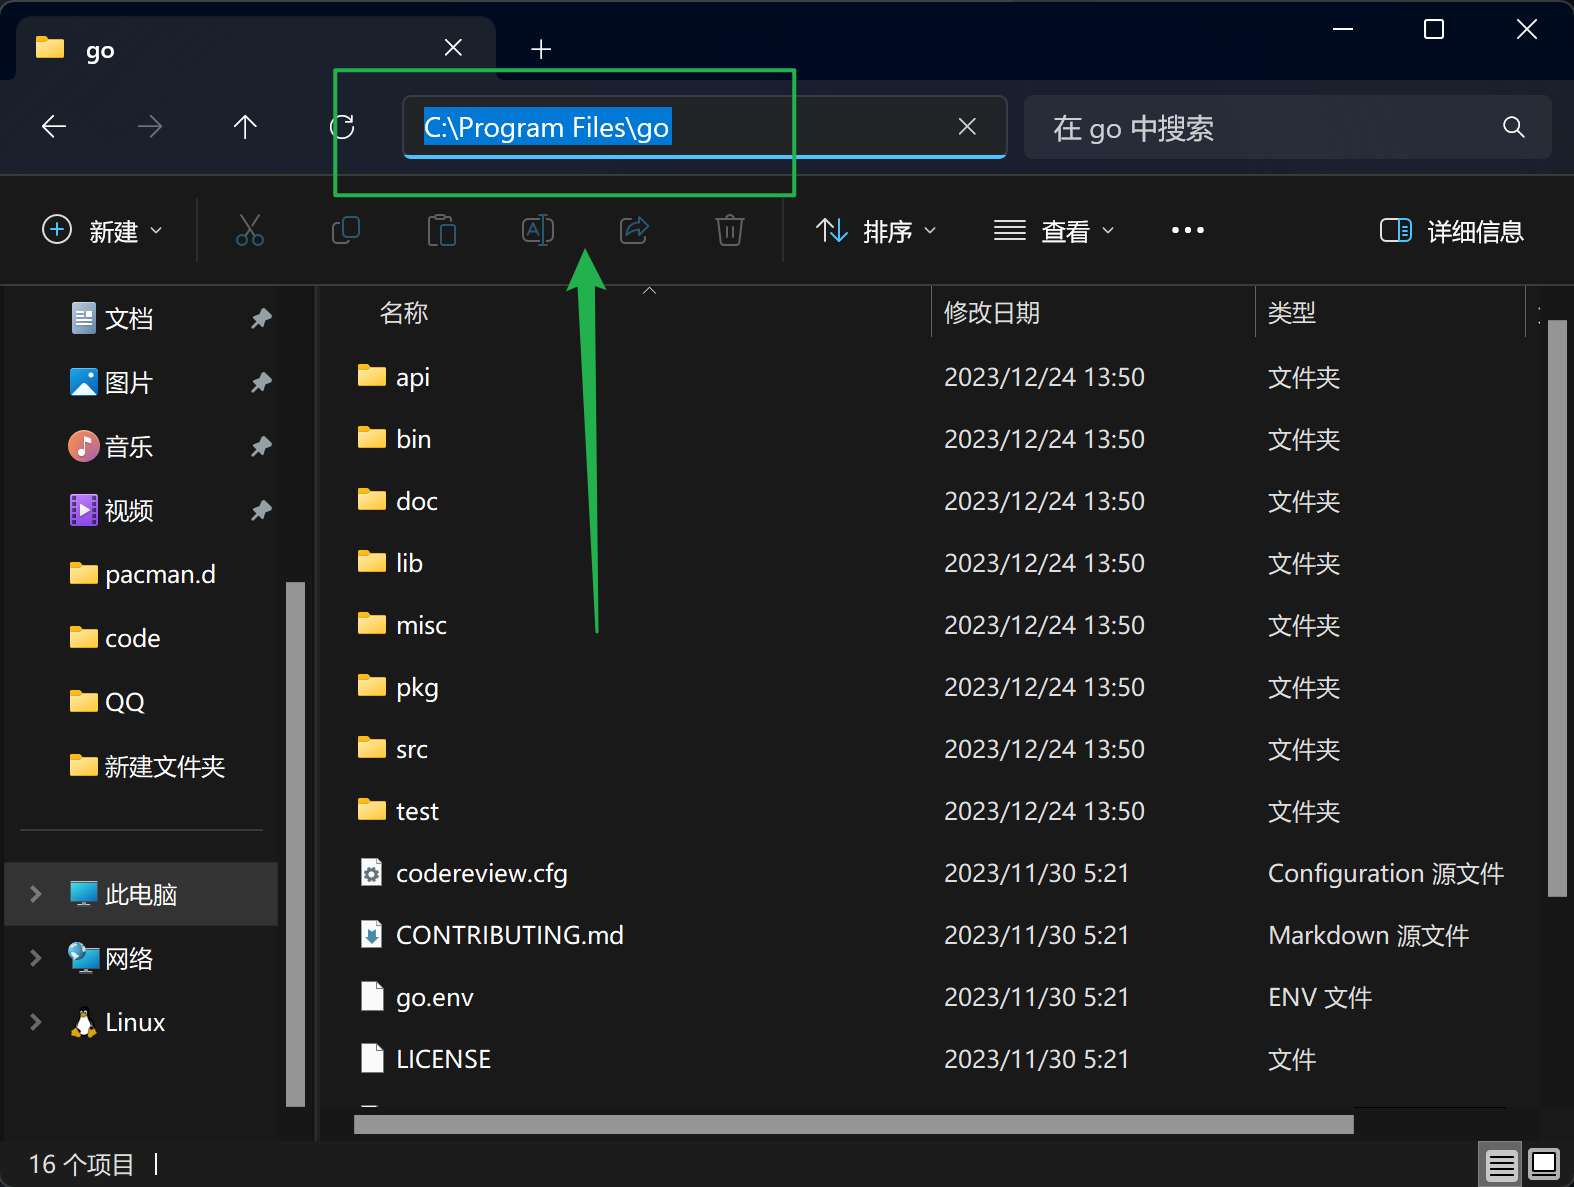 go
C:\Program Files\go
在 go 中搜索
新建
排序
查看
详细信息
文档
图片
音乐
视频
pacman.d
code
QQ
新建文件夹
此电脑
网络
Linux
名称 修改日期 类型
api 2023/12/24 13:50 文件夹
bin 2023/12/24 13:50 文件夹
doc 2023/12/24 13:50 文件夹
lib 2023/12/24 13:50 文件夹
misc 2023/12/24 13:50 文件夹
pkg 2023/12/24 13:50 文件夹
src 2023/12/24 13:50 文件夹
test 2023/12/24 13:50 文件夹
codereview.cfg 2023/11/30 5:21 Configuration 源文件
CONTRIBUTING.md 2023/11/30 5:21 Markdown 源文件
go.env 2023/11/30 5:21 ENV 文件
LICENSE 2023/11/30 5:21 文件
16 个项目